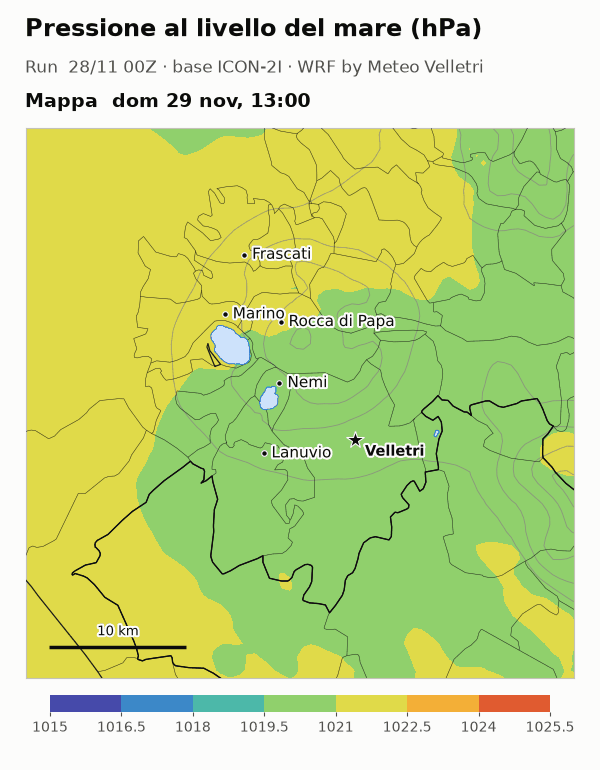 Pressione al livello del mare (hPa)
Run  28/11 00Z · base ICON-2I · WRF by Meteo Velletri
Mappa  dom 29 nov, 13:00
Frascati
Marino
Rocca di Papa
Nemi
Velletri
Lanuvio
10 km
1015 1016.5 1018 1019.5 1021 1022.5 1024 1025.5